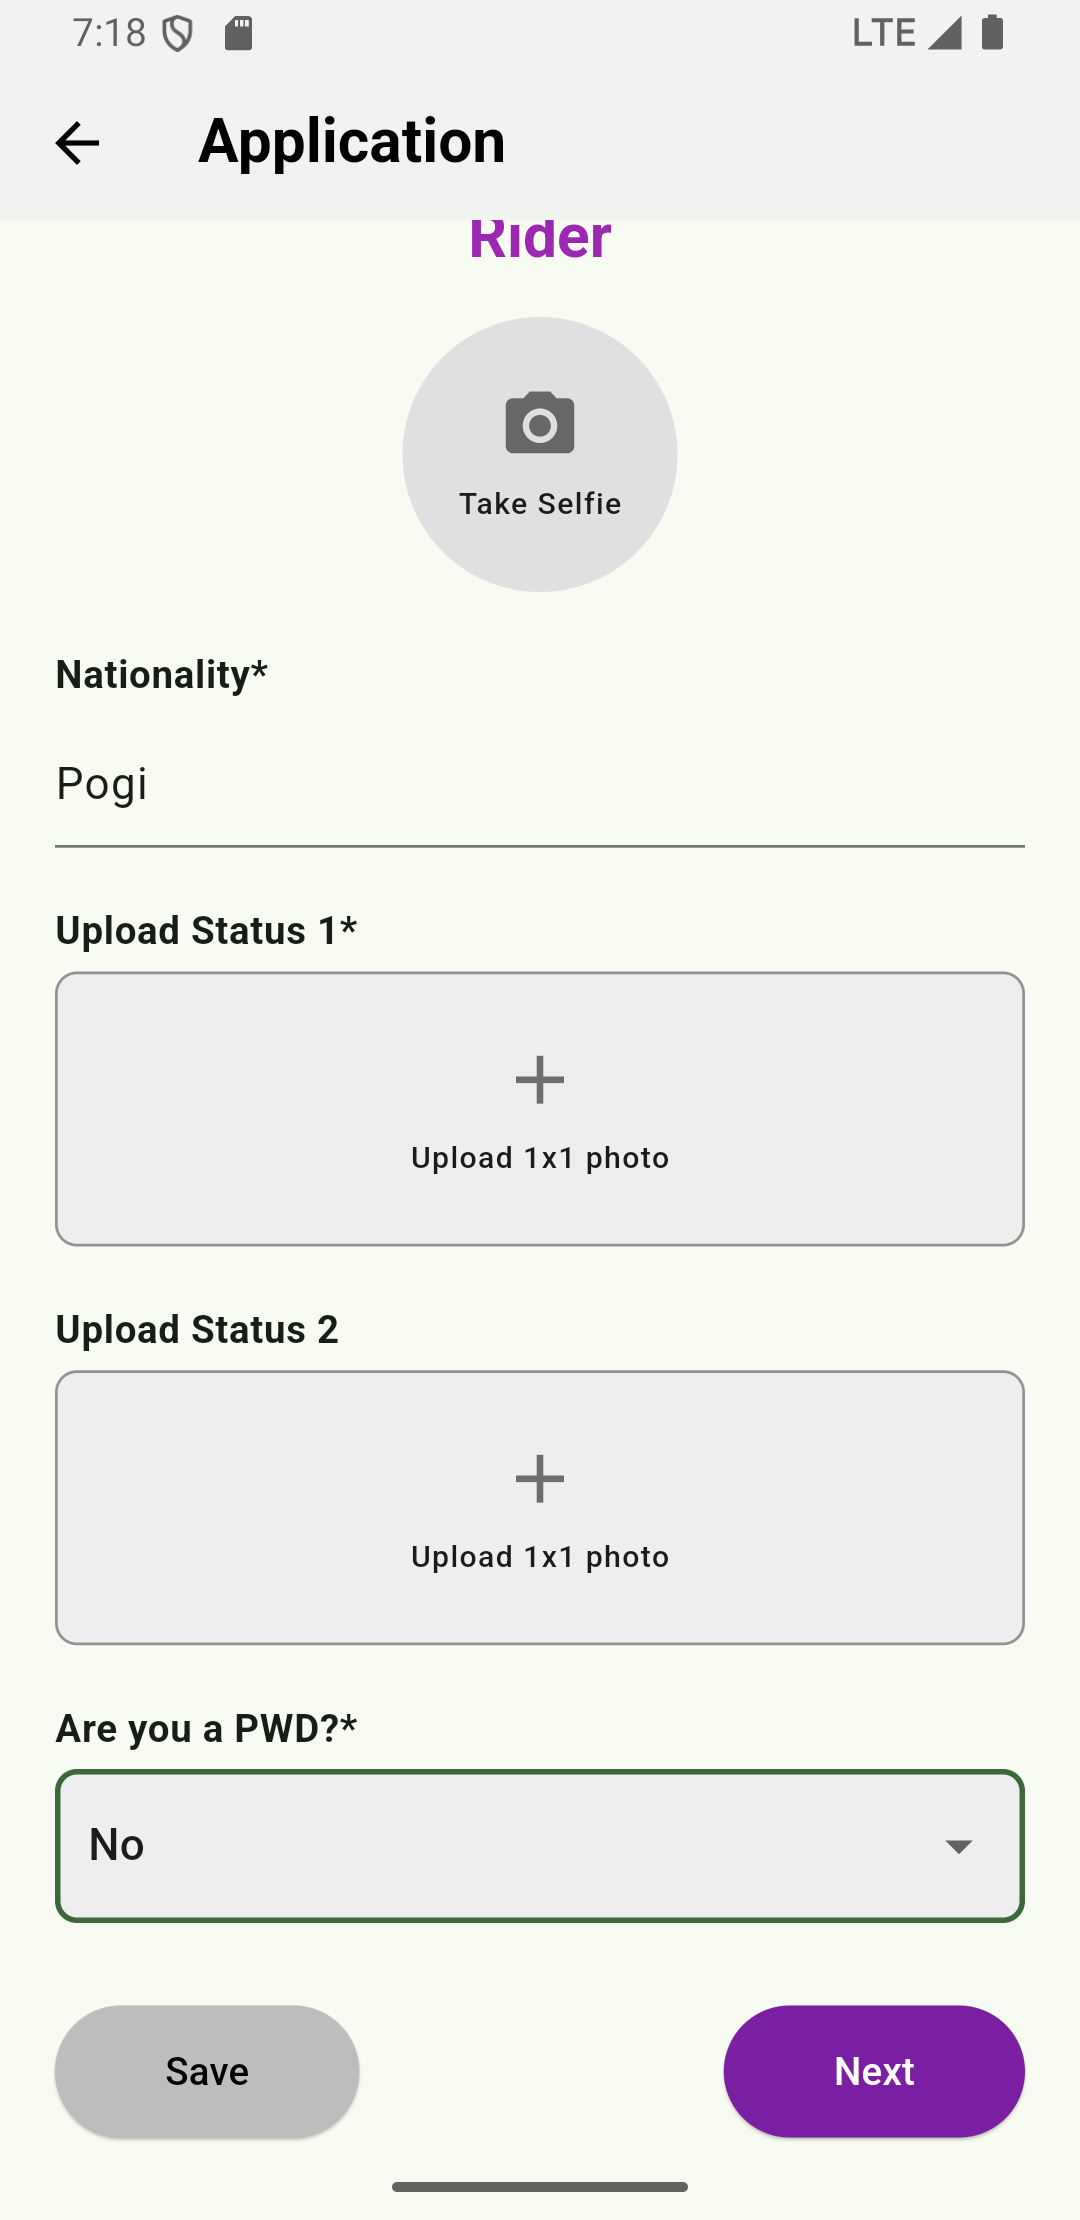 7:18 LTE
Application
Rider
Take Selfie
Nationality*
Pogi
Upload Status 1*
Upload 1x1 photo
Upload Status 2
Upload 1x1 photo
Are you a PWD?*
No
Save Next